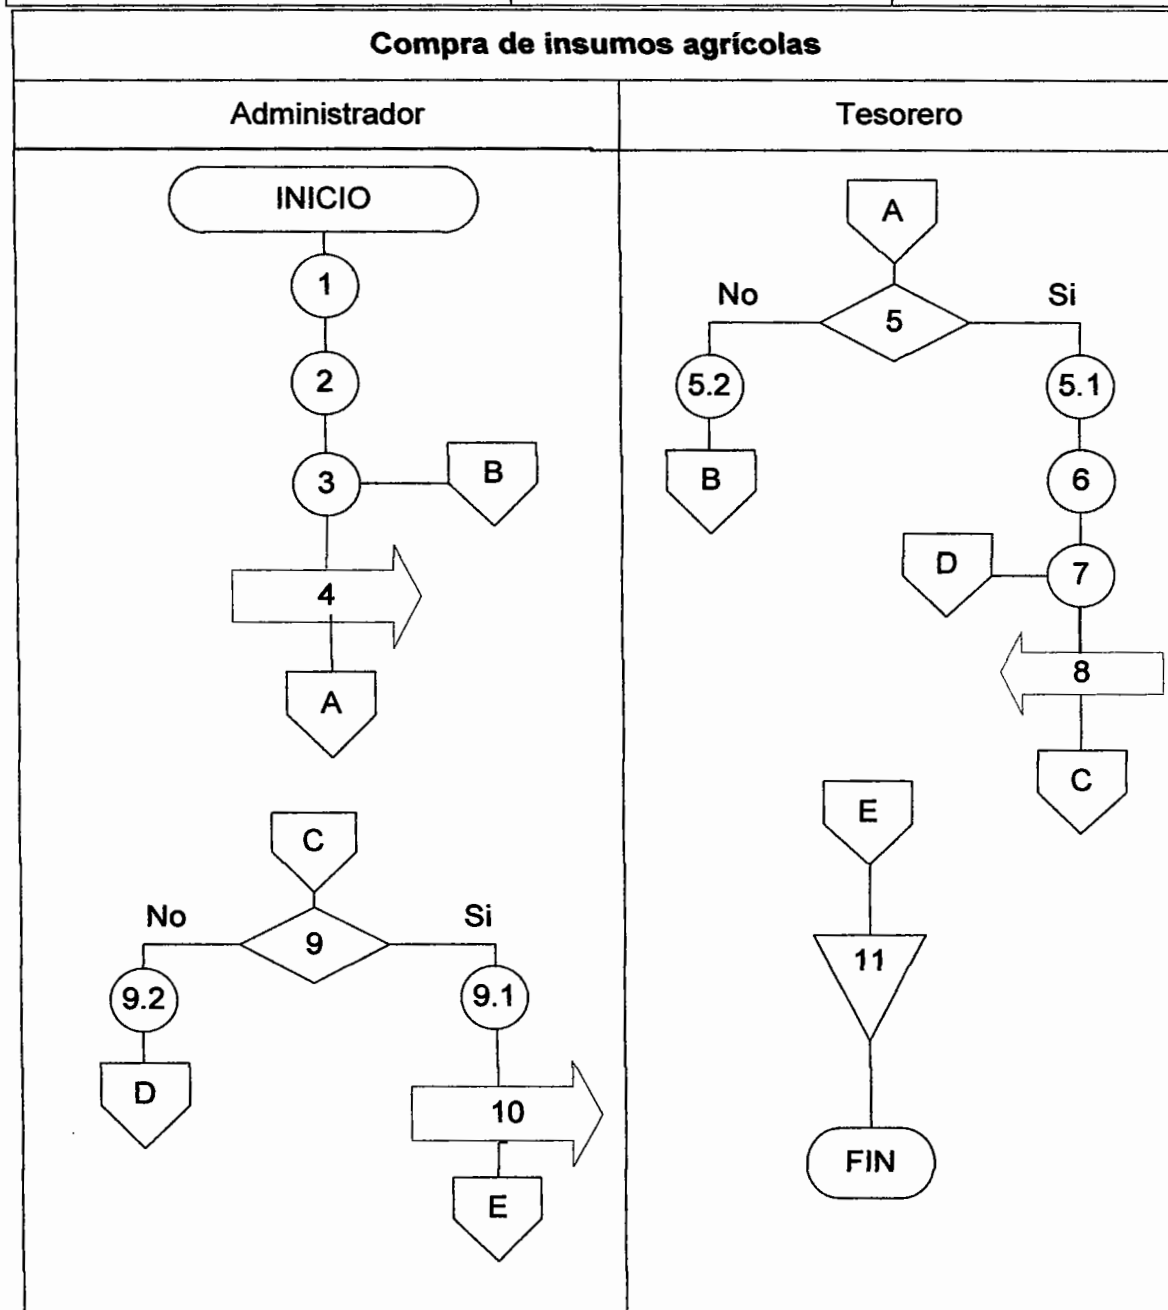 Compra de insumos agrícolas
Administrador
Tesorero
INICIO
1
2
3
B
4
A
C
No
Si
9
9.2
9.1
D
10
E
A
No
Si
5
5.2
5.1
B
6
D
7
8
C
E
11
FIN